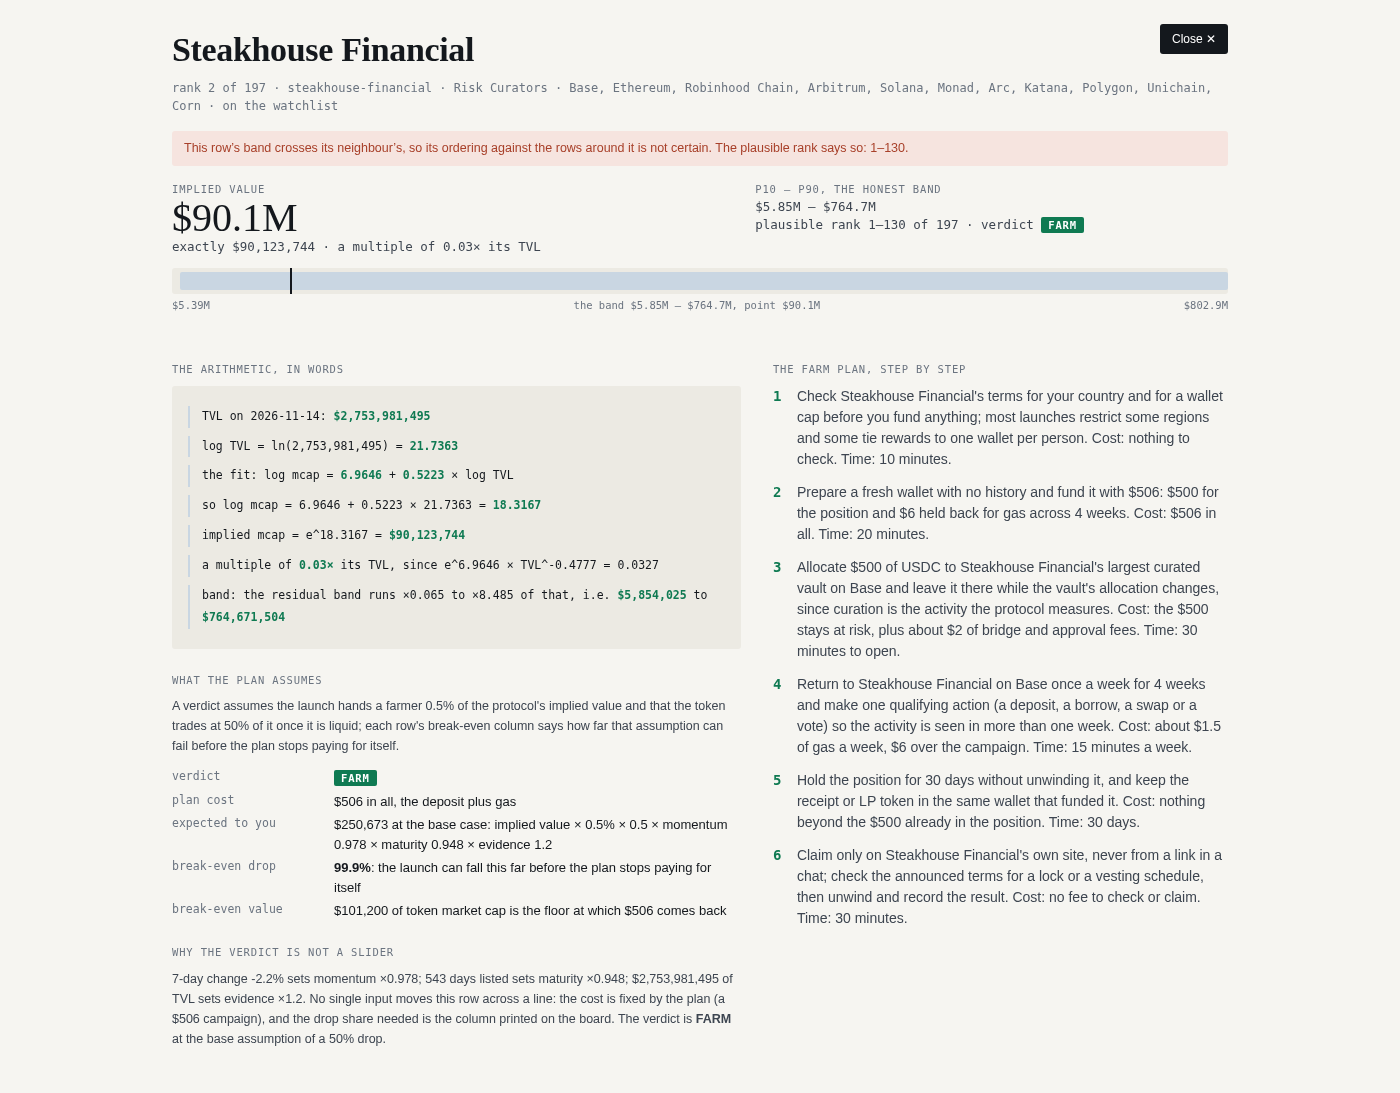 Steakhouse Financial
Close ✕
rank 2 of 197 · steakhouse-financial · Risk Curators · Base, Ethereum, Robinhood Chain, Arbitrum, Solana, Monad, Arc, Katana, Polygon, Unichain,
Corn · on the watchlist
This row’s band crosses its neighbour’s, so its ordering against the rows around it is not certain. The plausible rank says so: 1–130.
IMPLIED VALUE
$90.1M
exactly $90,123,744 · a multiple of 0.03× its TVL
P10 – P90, THE HONEST BAND
$5.85M – $764.7M
plausible rank 1–130 of 197 · verdict FARM
$5.39M
the band $5.85M – $764.7M, point $90.1M
$802.9M
THE ARITHMETIC, IN WORDS
TVL on 2026-11-14: $2,753,981,495
log TVL = ln(2,753,981,495) = 21.7363
the fit: log mcap = 6.9646 + 0.5223 × log TVL
so log mcap = 6.9646 + 0.5223 × 21.7363 = 18.3167
implied mcap = e^18.3167 = $90,123,744
a multiple of 0.03× its TVL, since e^6.9646 × TVL^-0.4777 = 0.0327
band: the residual band runs ×0.065 to ×8.485 of that, i.e. $5,854,025 to
$764,671,504
WHAT THE PLAN ASSUMES
A verdict assumes the launch hands a farmer 0.5% of the protocol's implied value and that the token
trades at 50% of it once it is liquid; each row's break-even column says how far that assumption can
fail before the plan stops paying for itself.
verdict FARM
plan cost $506 in all, the deposit plus gas
expected to you $250,673 at the base case: implied value × 0.5% × 0.5 × momentum
0.978 × maturity 0.948 × evidence 1.2
break-even drop 99.9%: the launch can fall this far before the plan stops paying for
itself
break-even value $101,200 of token market cap is the floor at which $506 comes back
WHY THE VERDICT IS NOT A SLIDER
7-day change -2.2% sets momentum ×0.978; 543 days listed sets maturity ×0.948; $2,753,981,495 of
TVL sets evidence ×1.2. No single input moves this row across a line: the cost is fixed by the plan (a
$506 campaign), and the drop share needed is the column printed on the board. The verdict is FARM
at the base assumption of a 50% drop.
THE FARM PLAN, STEP BY STEP
1 Check Steakhouse Financial's terms for your country and for a wallet
cap before you fund anything; most launches restrict some regions
and some tie rewards to one wallet per person. Cost: nothing to
check. Time: 10 minutes.
2 Prepare a fresh wallet with no history and fund it with $506: $500 for
the position and $6 held back for gas across 4 weeks. Cost: $506 in
all. Time: 20 minutes.
3 Allocate $500 of USDC to Steakhouse Financial's largest curated
vault on Base and leave it there while the vault's allocation changes,
since curation is the activity the protocol measures. Cost: the $500
stays at risk, plus about $2 of bridge and approval fees. Time: 30
minutes to open.
4 Return to Steakhouse Financial on Base once a week for 4 weeks
and make one qualifying action (a deposit, a borrow, a swap or a
vote) so the activity is seen in more than one week. Cost: about $1.5
of gas a week, $6 over the campaign. Time: 15 minutes a week.
5 Hold the position for 30 days without unwinding it, and keep the
receipt or LP token in the same wallet that funded it. Cost: nothing
beyond the $500 already in the position. Time: 30 days.
6 Claim only on Steakhouse Financial's own site, never from a link in a
chat; check the announced terms for a lock or a vesting schedule,
then unwind and record the result. Cost: no fee to check or claim.
Time: 30 minutes.